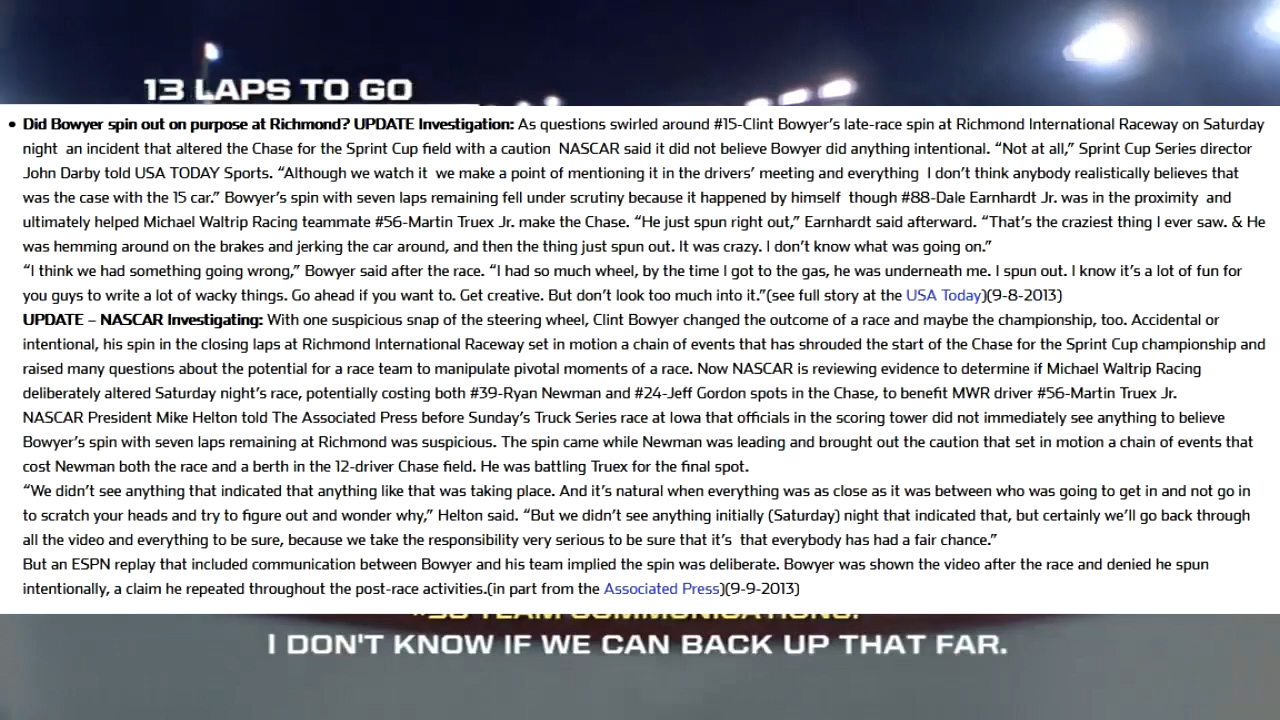 13 LAPS TO GO
• Did Bowyer spin out on purpose at Richmond? UPDATE Investigation: As questions swirled around #15-Clint Bowyer's late-race spin at Richmond International Raceway on Saturday
night an incident that altered the Chase for the Sprint Cup field with a caution NASCAR said it did not believe Bowyer did anything intentional. “Not at all,” Sprint Cup Series director
John Darby told USA TODAY Sports. “Although we watch it we make a point of mentioning it in the drivers' meeting and everything I don't think anybody realistically believes that
was the case with the 15 car.” Bowyer's spin with seven laps remaining fell under scrutiny because it happened by himself though #88-Dale Earnhardt Jr. was in the proximity and
ultimately helped Michael Waltrip Racing teammate #56-Martin Truex Jr. make the Chase. “He just spun right out,” Earnhardt said afterward. “That's the craziest thing I ever saw. & He
was hemming around on the brakes and jerking the car around, and then the thing just spun out. It was crazy. I don't know what was going on.”
“I think we had something going wrong,” Bowyer said after the race. “I had so much wheel, by the time I got to the gas, he was underneath me. I spun out. I know it's a lot of fun for
you guys to write a lot of wacky things. Go ahead if you want to. Get creative. But don't look too much into it.”(see full story at the USA Today)(9-8-2013)
UPDATE – NASCAR Investigating: With one suspicious snap of the steering wheel, Clint Bowyer changed the outcome of a race and maybe the championship, too. Accidental or
intentional, his spin in the closing laps at Richmond International Raceway set in motion a chain of events that has shrouded the start of the Chase for the Sprint Cup championship and
raised many questions about the potential for a race team to manipulate pivotal moments of a race. Now NASCAR is reviewing evidence to determine if Michael Waltrip Racing
deliberately altered Saturday night's race, potentially costing both #39-Ryan Newman and #24-Jeff Gordon spots in the Chase, to benefit MWR driver #56-Martin Truex Jr.
NASCAR President Mike Helton told The Associated Press before Sunday's Truck Series race at Iowa that officials in the scoring tower did not immediately see anything to believe
Bowyer's spin with seven laps remaining at Richmond was suspicious. The spin came while Newman was leading and brought out the caution that set in motion a chain of events that
cost Newman both the race and a berth in the 12-driver Chase field. He was battling Truex for the final spot.
“We didn't see anything that indicated that anything like that was taking place. And it's natural when everything was as close as it was between who was going to get in and not go in
to scratch your heads and try to figure out and wonder why,” Helton said. “But we didn't see anything initially (Saturday) night that indicated that, but certainly we'll go back through
all the video and everything to be sure, because we take the responsibility very serious to be sure that it's that everybody has had a fair chance.”
But an ESPN replay that included communication between Bowyer and his team implied the spin was deliberate. Bowyer was shown the video after the race and denied he spun
intentionally, a claim he repeated throughout the post-race activities.(in part from the Associated Press)(9-9-2013)
TEAM COMMUNICATIONS:
I DON'T KNOW IF WE CAN BACK UP THAT FAR.